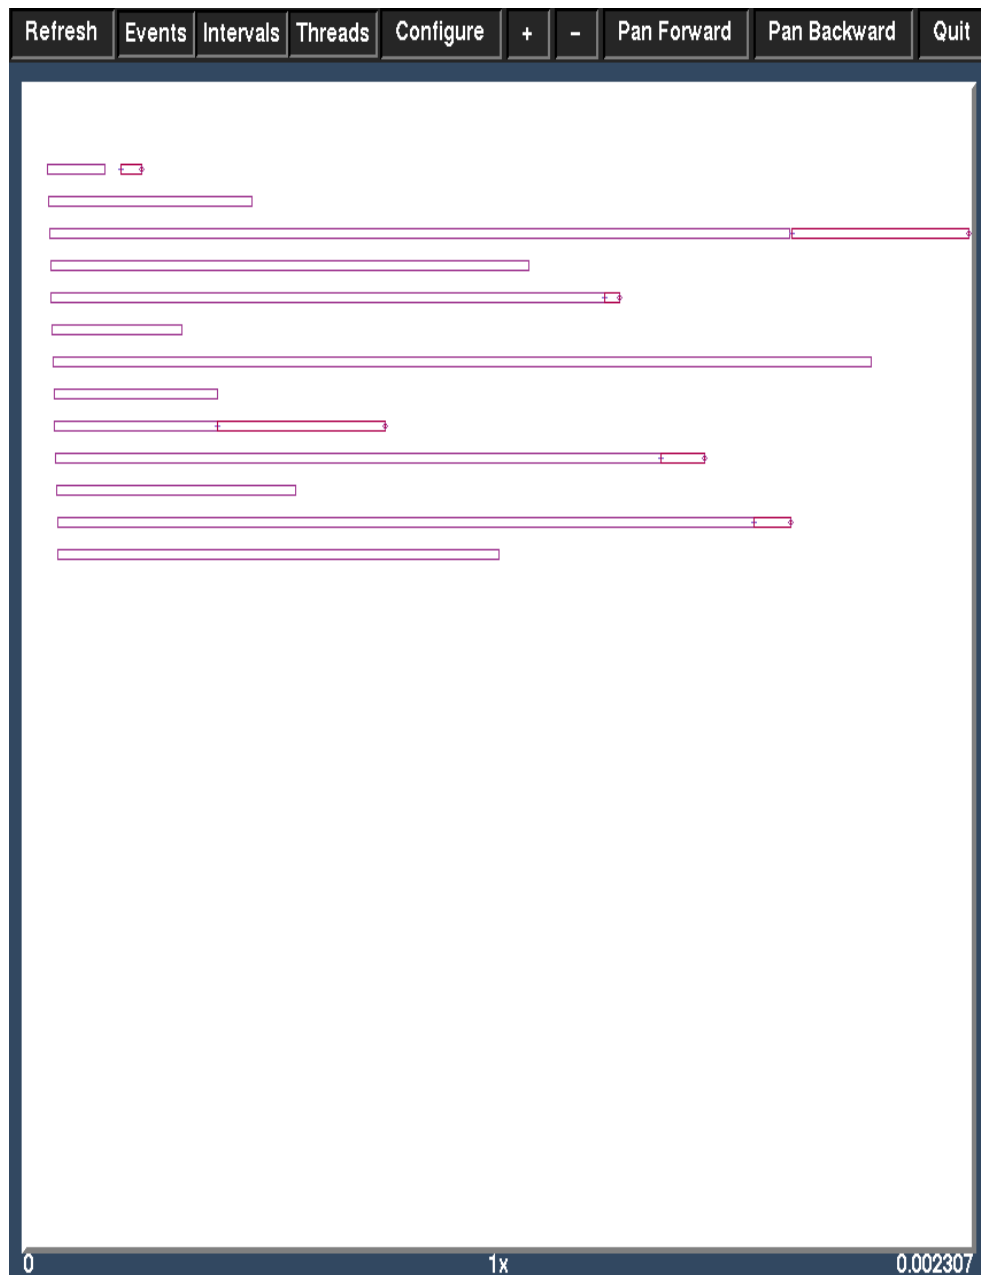 Refresh Events Intervals Threads Configure + - Pan Forward Pan Backward Quit
0 1x 0.002307